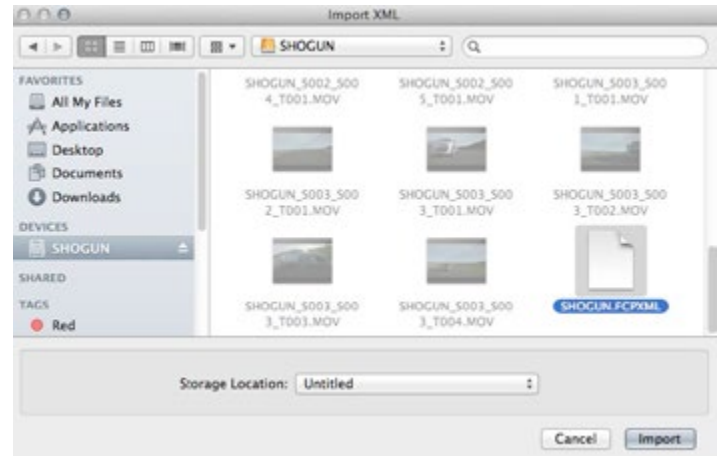 Import XML
SHOGUN
FAVORITES
All My Files
Applications
Desktop
Documents
Downloads
DEVICES
SHOGUN
SHARED
TAGS
Red
SHOGUN_S002_S00
4_T001.MOV
SHOGUN_S002_S00
5_T001.MOV
SHOGUN_S003_S00
1_T001.MOV
SHOGUN_S003_S00
2_T001.MOV
SHOGUN_S003_S00
3_T001.MOV
SHOGUN_S003_S00
3_T002.MOV
SHOGUN_S003_S00
3_T003.MOV
SHOGUN_S003_S00
3_T004.MOV
SHOGUN.FCPXML
Storage Location: Untitled
Cancel Import